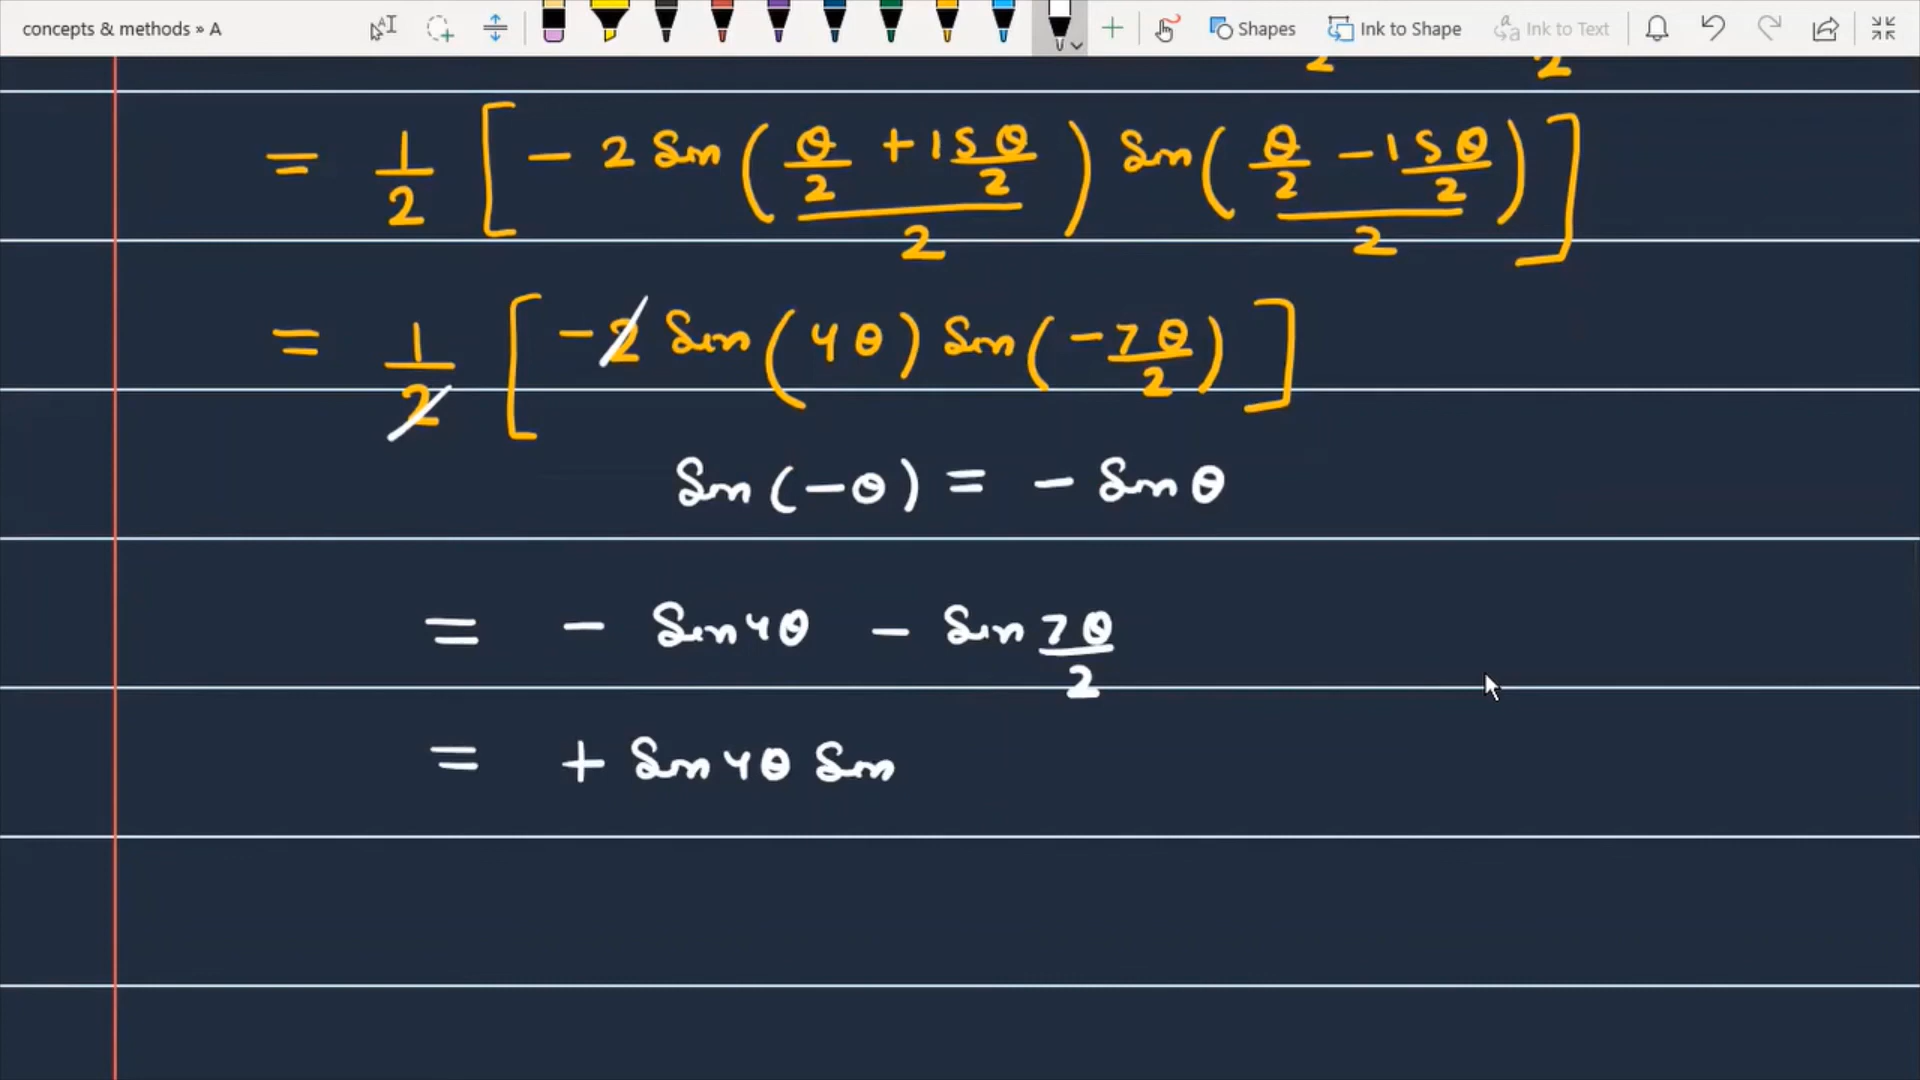 concepts & methods » A
Shapes
Ink to Shape
Ink to Text
2 2
= 1/2 [ - 2 Sin ( (θ/2 + 15θ/2) / 2 ) Sin ( (θ/2 - 15θ/2) / 2 ) ]
= 1/2 [ -2 Sin ( 4θ ) Sin ( -7θ/2 ) ]
Sin (-θ) = - Sin θ
= - Sin 4θ - Sin 7θ/2
= + Sin 4θ Sin